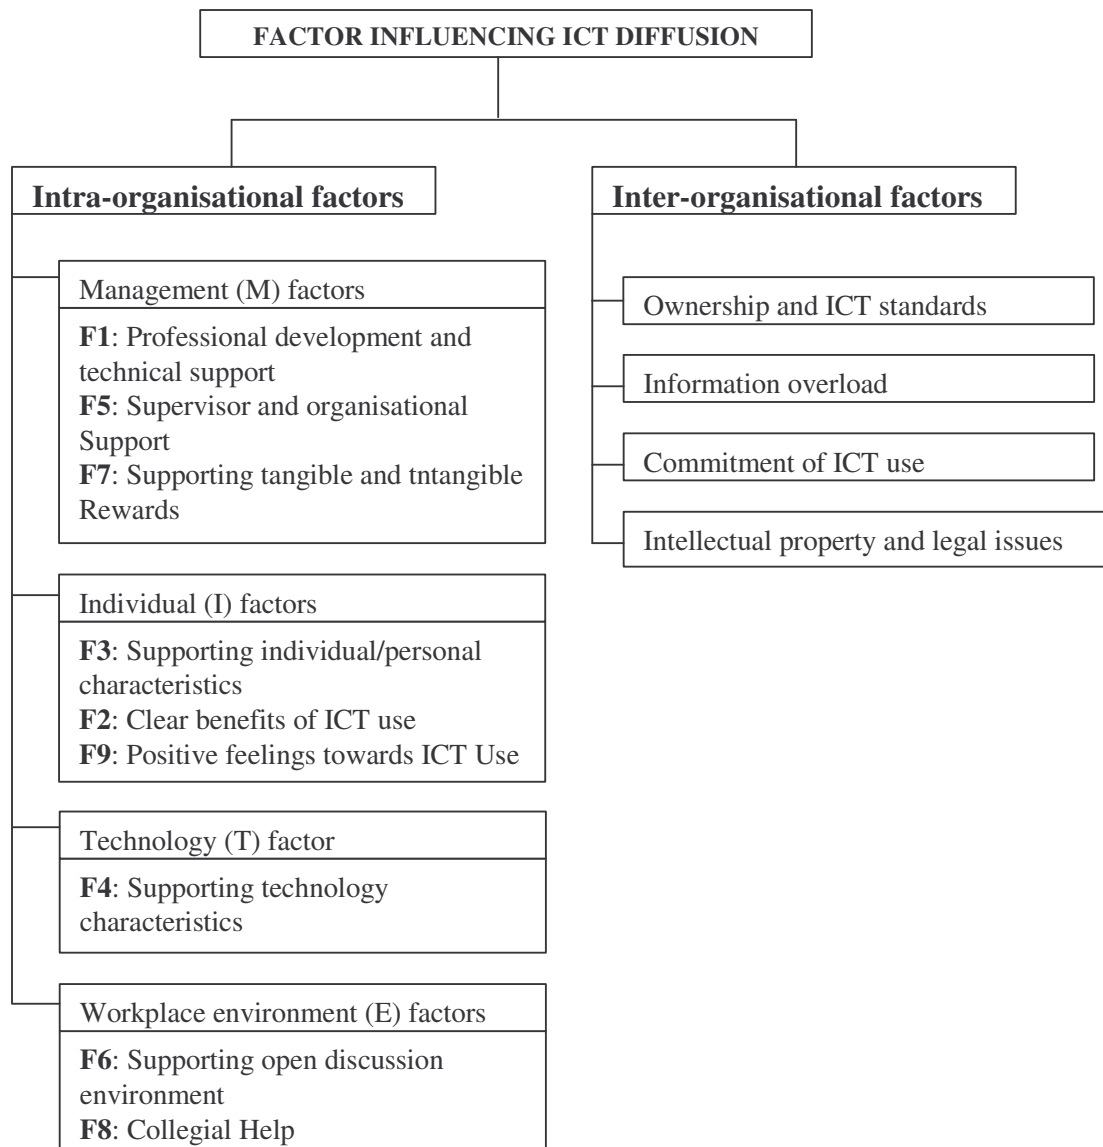 FACTOR INFLUENCING ICT DIFFUSION
Intra-organisational factors
Management (M) factors
F1: Professional development and
technical support
F5: Supervisor and organisational
Support
F7: Supporting tangible and tntangible
Rewards
Individual (I) factors
F3: Supporting individual/personal
characteristics
F2: Clear benefits of ICT use
F9: Positive feelings towards ICT Use
Technology (T) factor
F4: Supporting technology
characteristics
Workplace environment (E) factors
F6: Supporting open discussion
environment
F8: Collegial Help
Inter-organisational factors
Ownership and ICT standards
Information overload
Commitment of ICT use
Intellectual property and legal issues